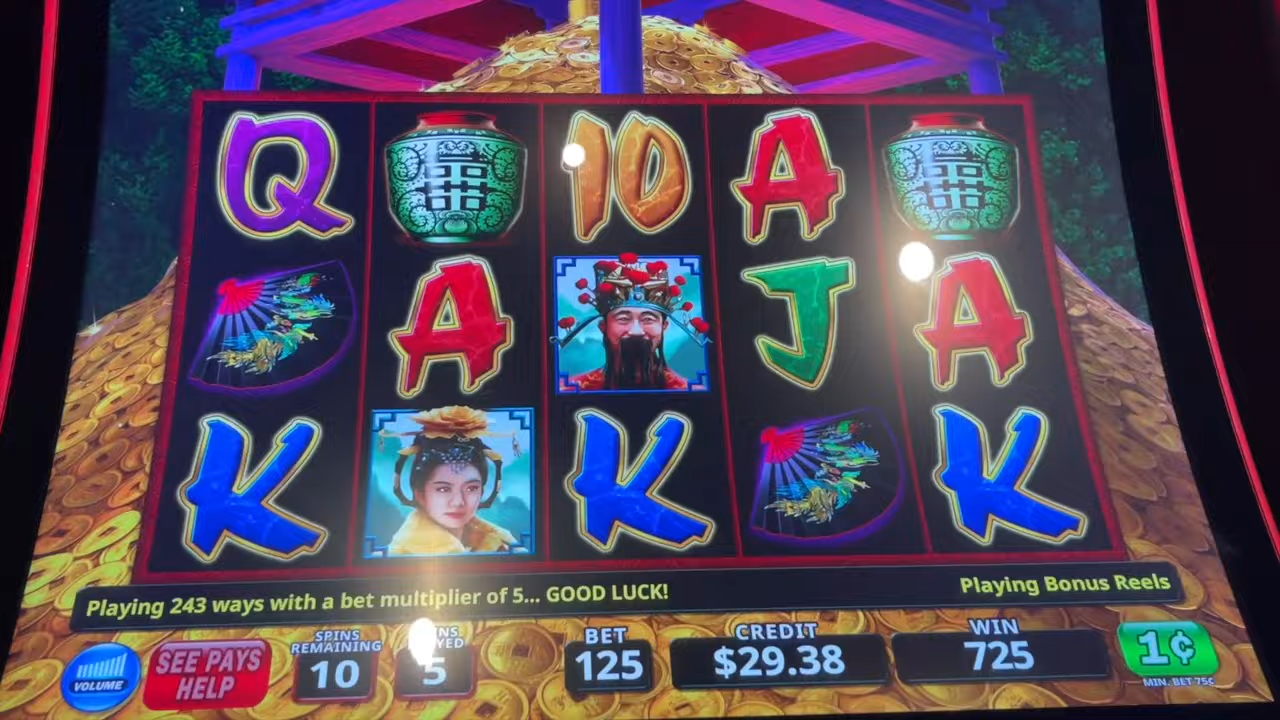 Q 10 A
A J A
K K K
Playing 243 ways with a bet multiplier of 5... GOOD LUCK!
Playing Bonus Reels
VOLUME
SEE PAYS
HELP
SPINS
REMAINING
10
5
BET
125
CREDIT
$29.38
WIN
725
1¢
MIN. BET 75¢